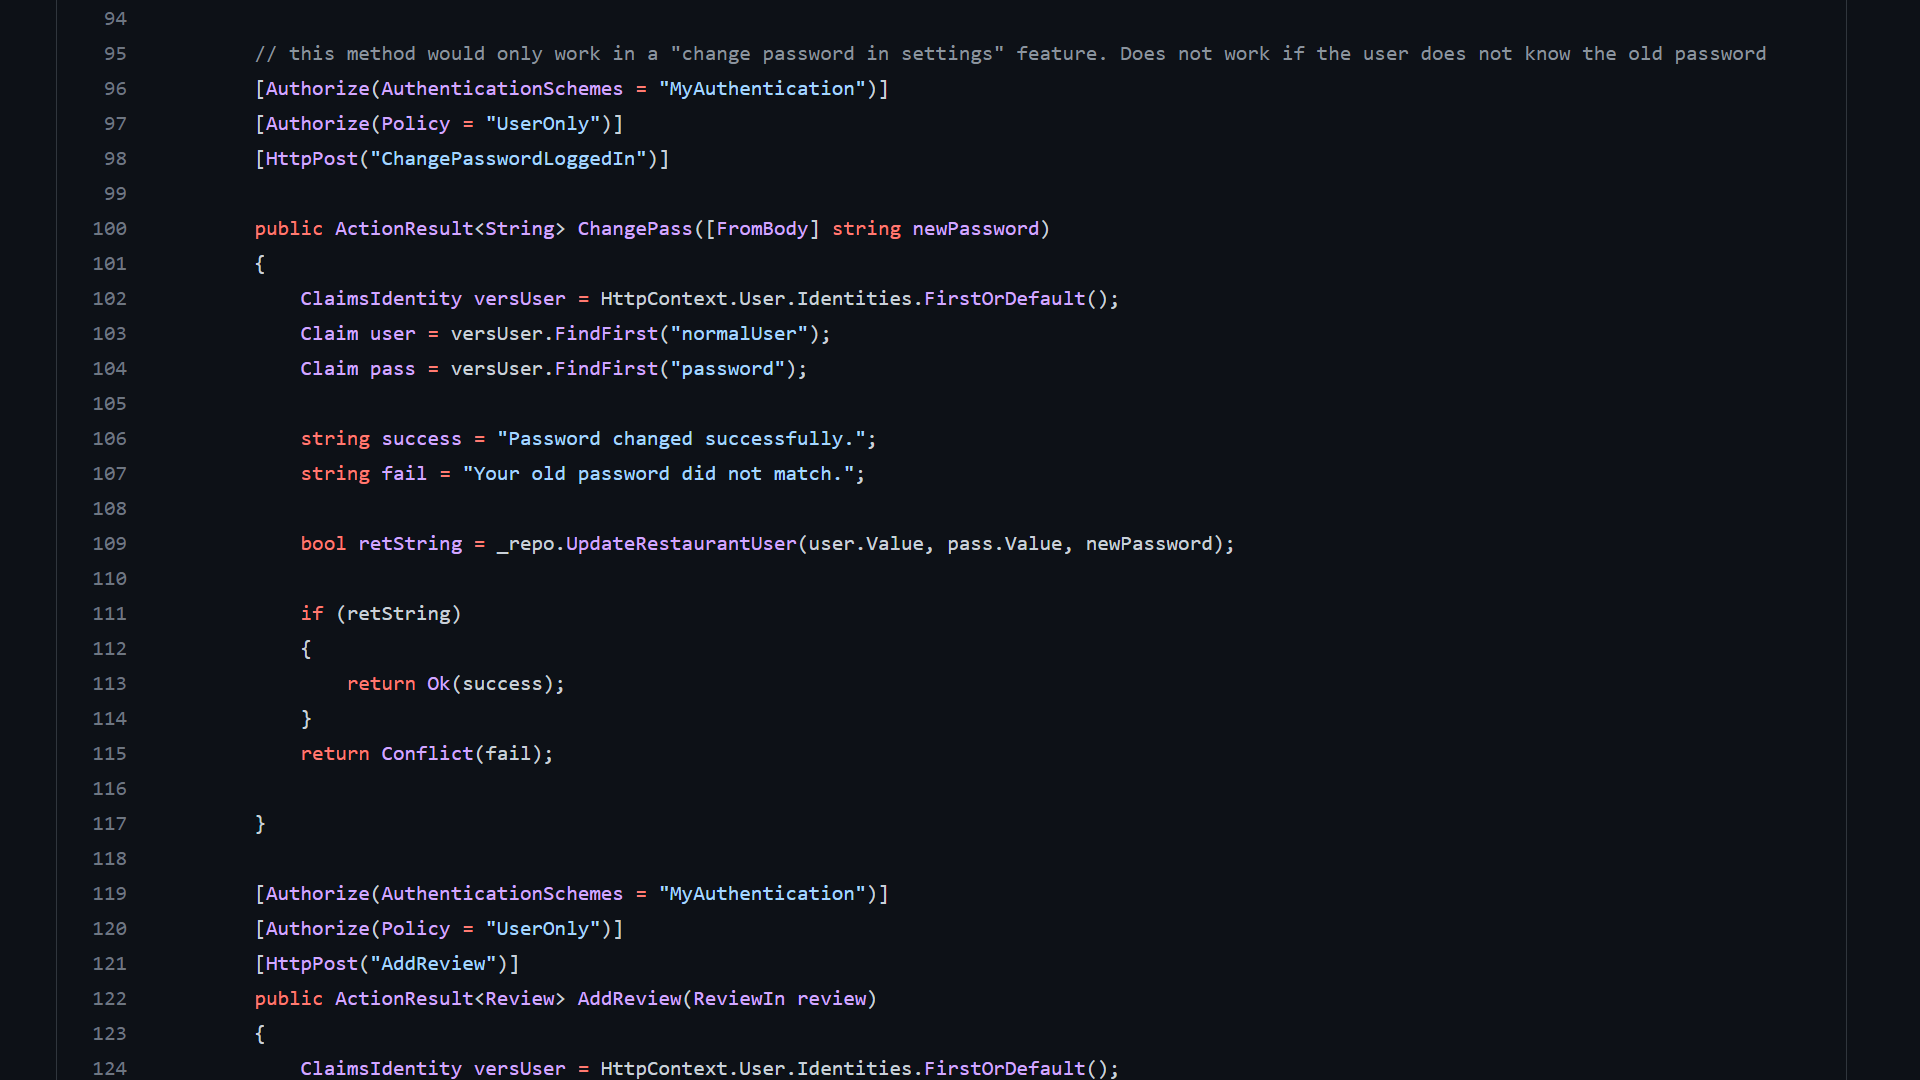 94
95 // this method would only work in a "change password in settings" feature. Does not work if the user does not know the old password
96 [Authorize(AuthenticationSchemes = "MyAuthentication")]
97 [Authorize(Policy = "UserOnly")]
98 [HttpPost("ChangePasswordLoggedIn")]
99
100 public ActionResult<String> ChangePass([FromBody] string newPassword)
101 {
102 ClaimsIdentity versUser = HttpContext.User.Identities.FirstOrDefault();
103 Claim user = versUser.FindFirst("normalUser");
104 Claim pass = versUser.FindFirst("password");
105
106 string success = "Password changed successfully.";
107 string fail = "Your old password did not match.";
108
109 bool retString = _repo.UpdateRestaurantUser(user.Value, pass.Value, newPassword);
110
111 if (retString)
112 {
113 return Ok(success);
114 }
115 return Conflict(fail);
116
117 }
118
119 [Authorize(AuthenticationSchemes = "MyAuthentication")]
120 [Authorize(Policy = "UserOnly")]
121 [HttpPost("AddReview")]
122 public ActionResult<Review> AddReview(ReviewIn review)
123 {
124 ClaimsIdentity versUser = HttpContext.User.Identities.FirstOrDefault();